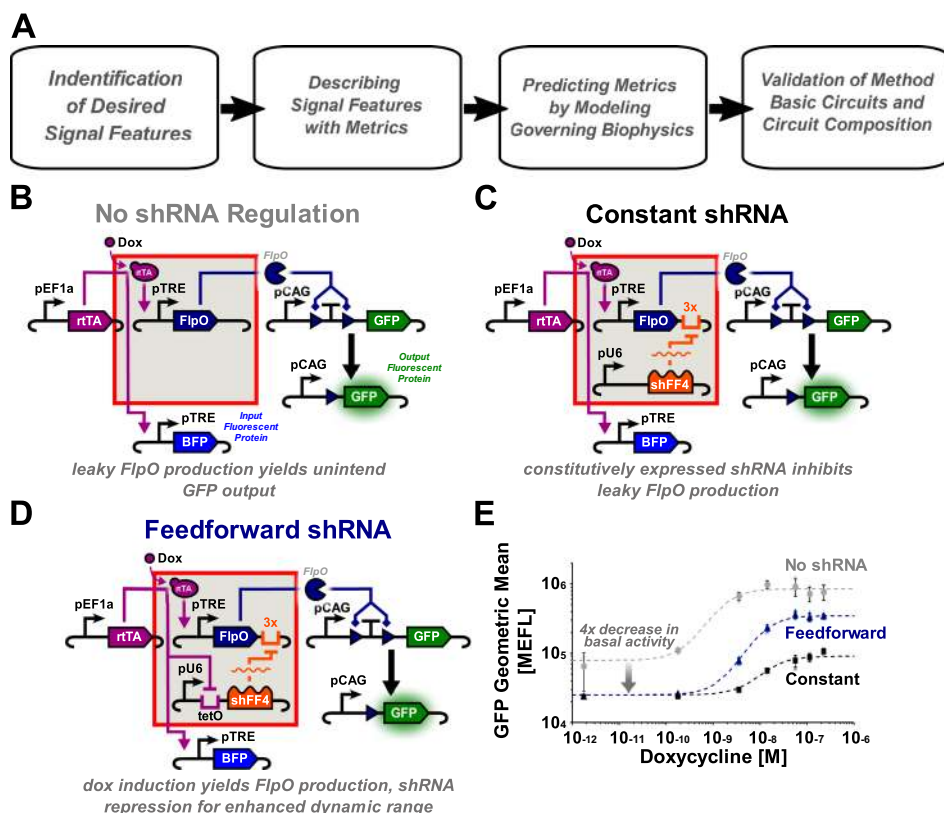 A
Indentification
of Desired
Signal Features
Describing
Signal Features
with Metrics
Predicting Metrics
by Modeling
Governing Biophysics
Validation of Method
Basic Circuits and
Circuit Composition
B
No shRNA Regulation
Dox
rtTA
FlpO
pEF1a
pTRE
pCAG
rtTA
FlpO
GFP
pCAG
Output
Fluorescent
Protein
GFP
pTRE
Input
Fluorescent
Protein
BFP
leaky FlpO production yields unintend
GFP output
C
Constant shRNA
Dox
rtTA
FlpO
pEF1a
pTRE
pCAG
3x
rtTA
FlpO
GFP
pU6
pCAG
shFF4
GFP
pTRE
BFP
constitutively expressed shRNA inhibits
leaky FlpO production
D
Feedforward shRNA
Dox
rtTA
FlpO
pEF1a
pTRE
pCAG
3x
rtTA
FlpO
GFP
pU6
pCAG
tetO
shFF4
GFP
pTRE
BFP
dox induction yields FlpO production, shRNA
repression for enhanced dynamic range
E
GFP Geometric Mean
[MEFL]
10^6
10^5
10^4
No shRNA
4x decrease in
basal activity
Feedforward
Constant
10^-12 10^-11 10^-10 10^-9 10^-8 10^-7 10^-6
Doxycycline [M]